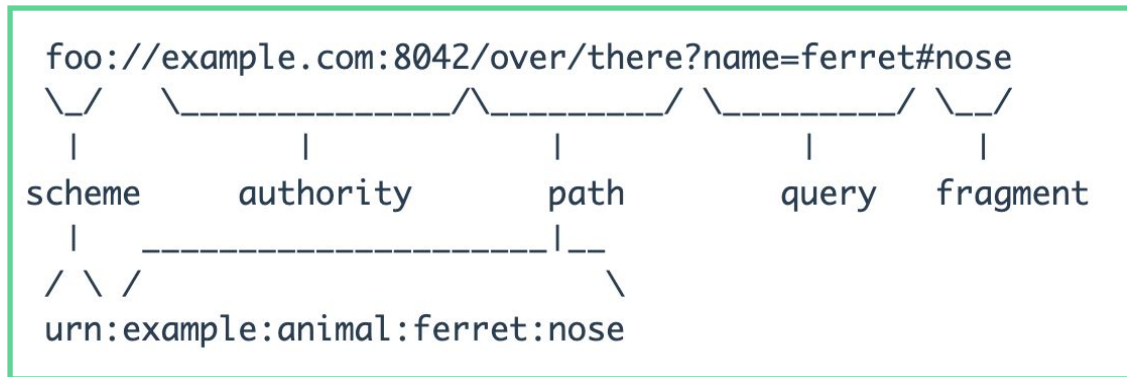 foo://example.com:8042/over/there?name=ferret#nose
\_/   \______________/\_________/ \_________/ \__/
 |           |            |            |        |
scheme     authority       path        query   fragment
 |   _____________________|__
/ \ /                        \
urn:example:animal:ferret:nose